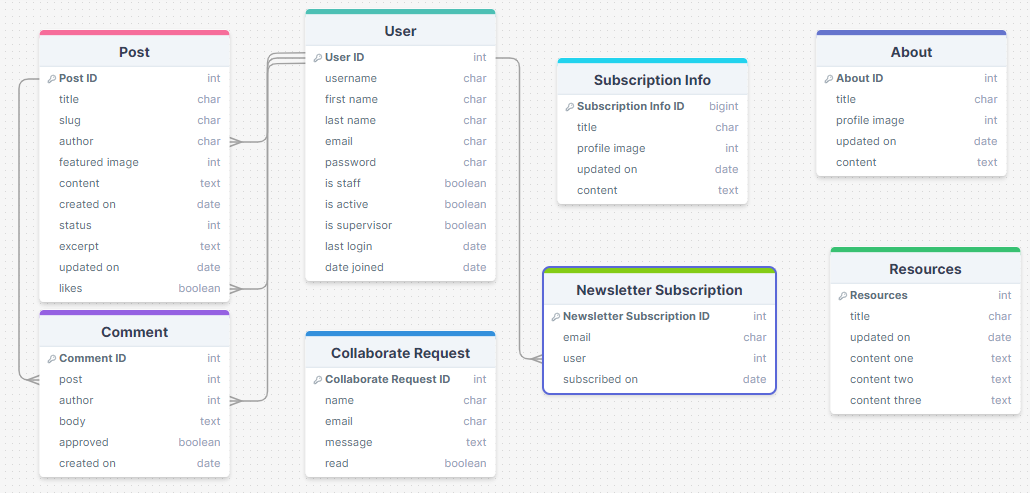 Post
Post ID int
title char
slug char
author char
featured image int
content text
created on date
status int
excerpt text
updated on date
likes boolean
Comment
Comment ID int
post int
author int
body text
approved boolean
created on date
User
User ID int
username char
first name char
last name char
email char
password char
is staff boolean
is active boolean
is supervisor boolean
last login date
date joined date
Collaborate Request
Collaborate Request ID int
name char
email char
message text
read boolean
Subscription Info
Subscription Info ID bigint
title char
profile image int
updated on date
content text
Newsletter Subscription
Newsletter Subscription ID int
email char
user int
subscribed on date
About
About ID int
title char
profile image int
updated on date
content text
Resources
Resources int
title char
updated on date
content one text
content two text
content three text